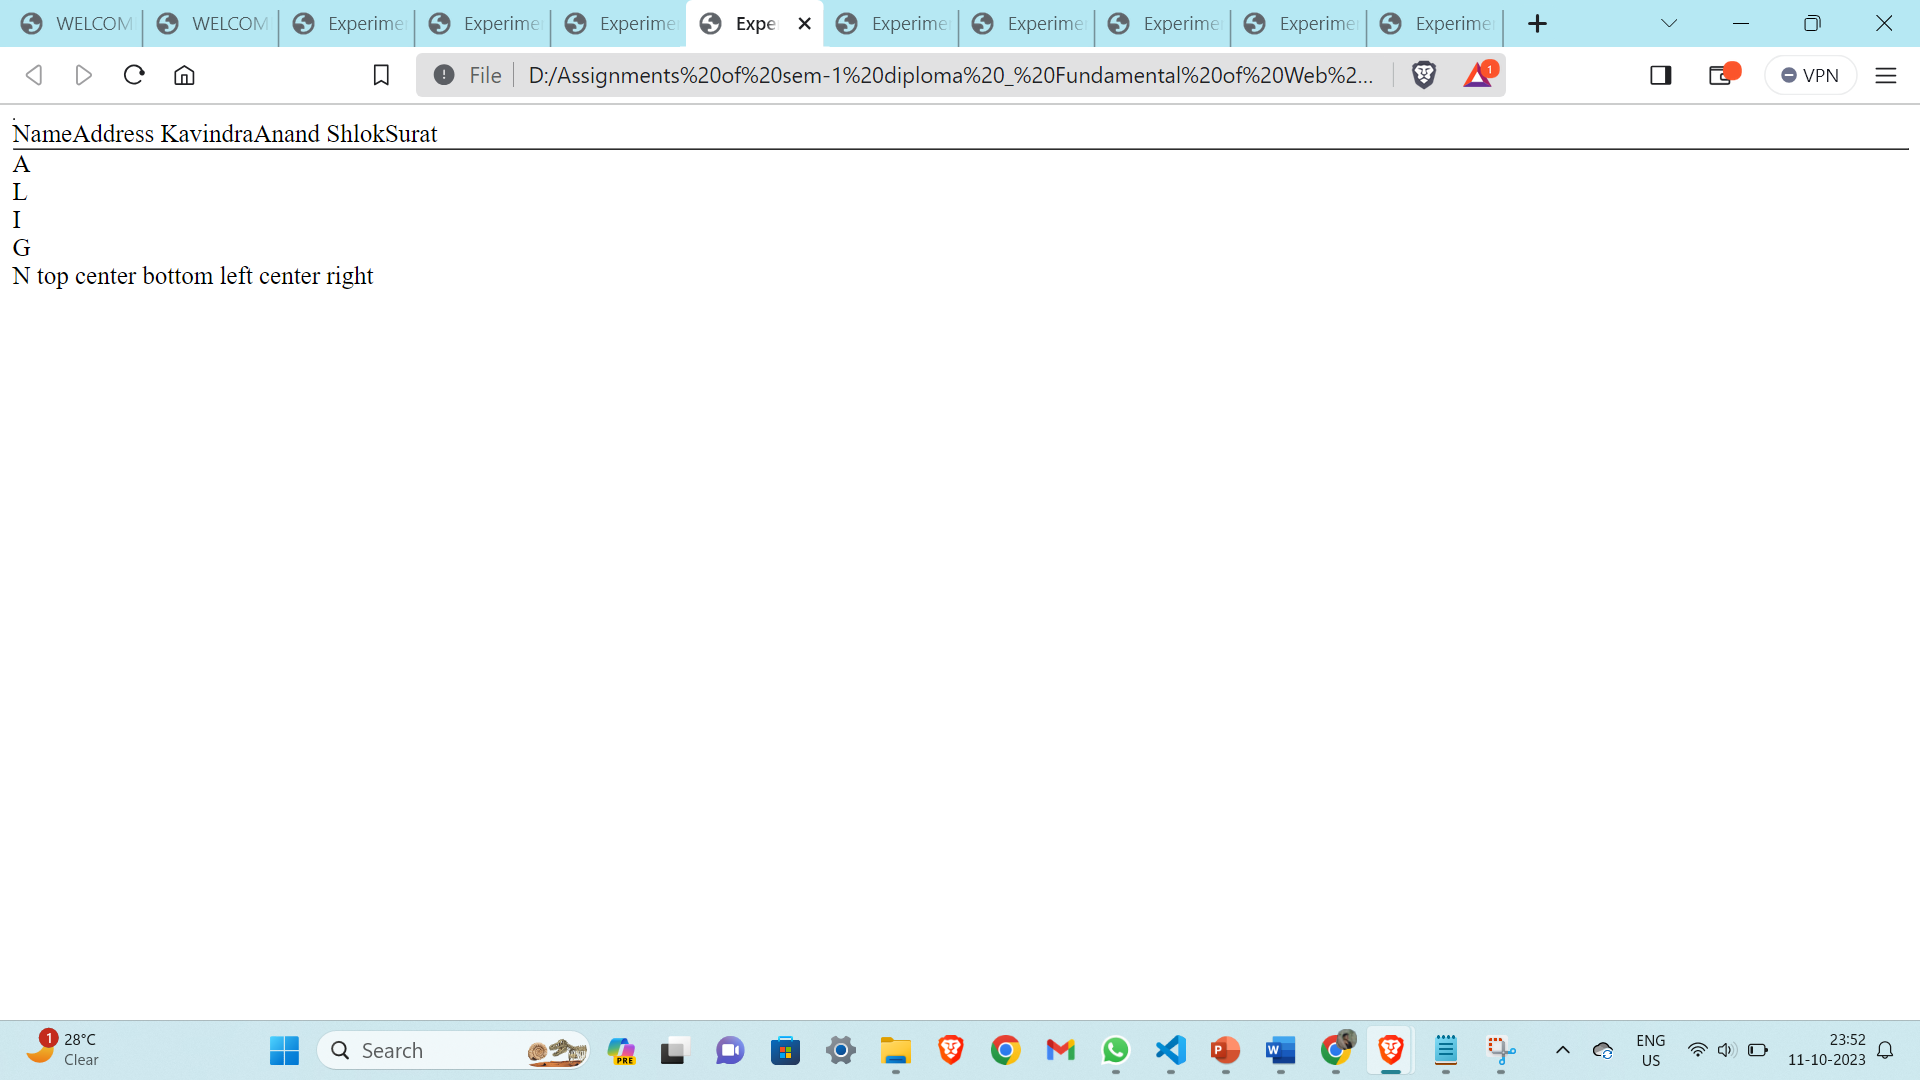 WELCOM
WELCOM
Experime
Experime
Experime
Expe
Experime
Experime
Experime
Experime
Experime
File
D:/Assignments%20of%20sem-1%20diploma%20_%20Fundamental%20of%20Web%2...
1
VPN
NameAddress KavindraAnand ShlokSurat
A
L
I
G
N top center bottom left center right
1
28°C
Clear
Search
PRE
ENG
US
23:52
11-10-2023